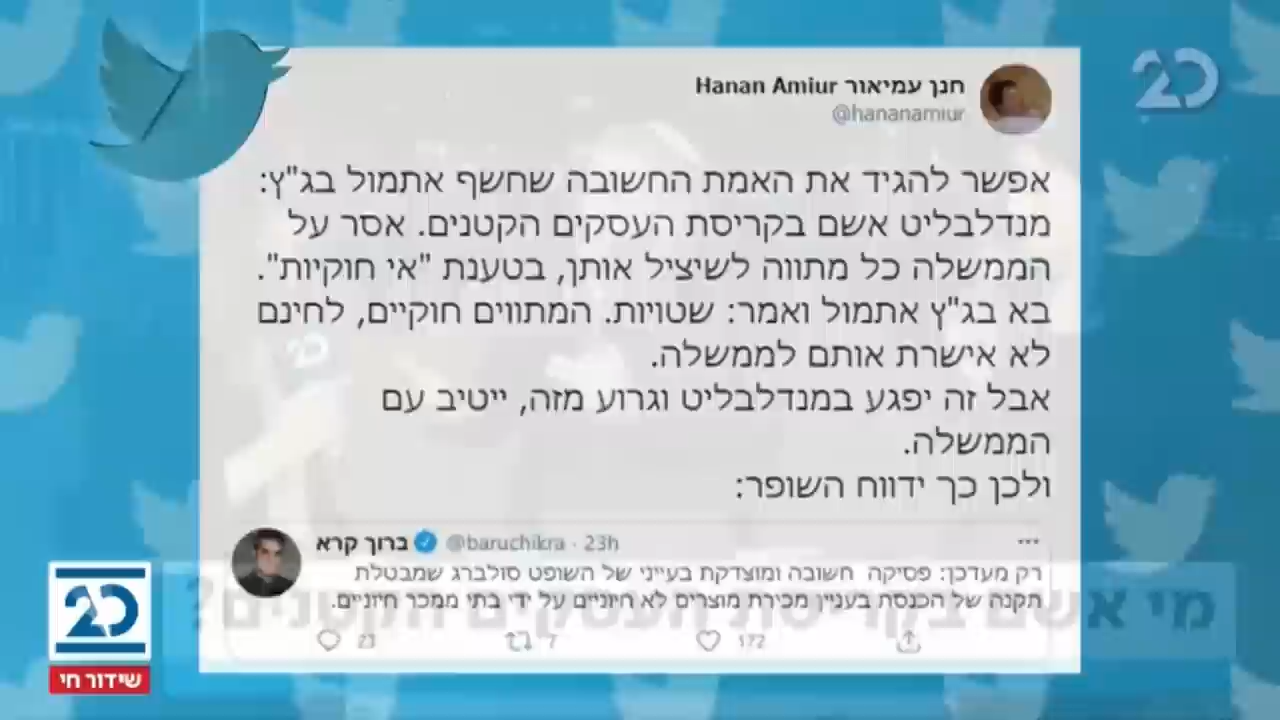 חנן עמיאור Hanan Amiur
@hananamiur
20
אפשר להגיד את האמת החשובה שחשף אתמול בג"ץ:
מנדלבליט אשם בקריסת העסקים הקטנים. אסר על
הממשלה כל מתווה לשיציל אותן, בטענת "אי חוקיות".
בא בג"ץ אתמול ואמר: שטויות. המתווים חוקיים, לחינם
לא אישרת אותם לממשלה.
אבל זה יפגע במנדלבליט וגרוע מזה, ייטיב עם
הממשלה.
ולכן כך ידווח השופר:
ברוך קרא @baruchikra · 23h
רק מעדכן: פסיקה חשובה ומוצדקת בעייני של השופט סולברג שמבטלת
תקנה של הכנסת בעניין מכירת מוצרים לא חיוניים על ידי בתי ממכר חיוניים.
23 7 172
מי אשם בקריסת העסקים הקטנים?
20
שידור חי